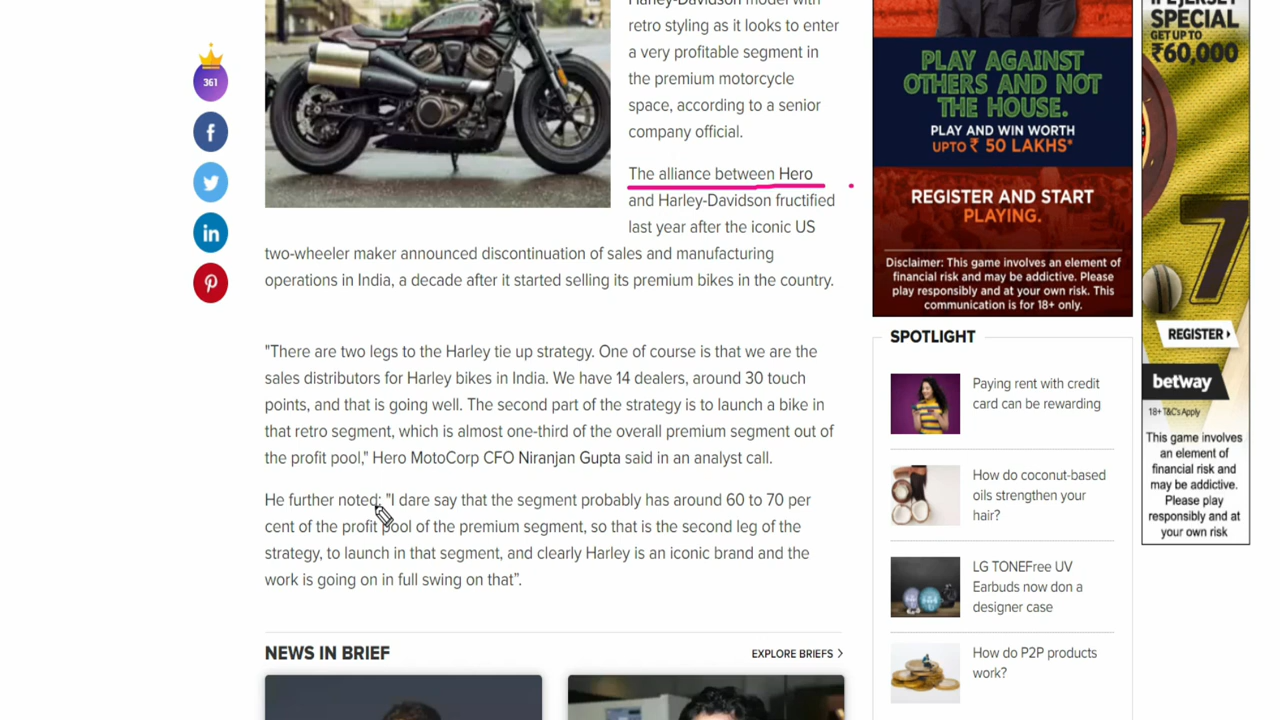 Harley-Davidson model with
retro styling as it looks to enter
a very profitable segment in
the premium motorcycle
space, according to a senior
company official.
The alliance between Hero
and Harley-Davidson fructified
last year after the iconic US
two-wheeler maker announced discontinuation of sales and manufacturing
operations in India, a decade after it started selling its premium bikes in the country.
"There are two legs to the Harley tie up strategy. One of course is that we are the
sales distributors for Harley bikes in India. We have 14 dealers, around 30 touch
points, and that is going well. The second part of the strategy is to launch a bike in
that retro segment, which is almost one-third of the overall premium segment out of
the profit pool," Hero MotoCorp CFO Niranjan Gupta said in an analyst call.
He further noted: "I dare say that the segment probably has around 60 to 70 per
cent of the profit pool of the premium segment, so that is the second leg of the
strategy, to launch in that segment, and clearly Harley is an iconic brand and the
work is going on in full swing on that”.
NEWS IN BRIEF
EXPLORE BRIEFS
361
PLAY AGAINST
OTHERS AND NOT
THE HOUSE.
PLAY AND WIN WORTH
UPTO ₹ 50 LAKHS*
REGISTER AND START
PLAYING.
Disclaimer: This game involves an element of
financial risk and may be addictive. Please
play responsibly and at your own risk. This
communication is for 18+ only.
SPOTLIGHT
Paying rent with credit
card can be rewarding
How do coconut-based
oils strengthen your
hair?
LG TONEFree UV
Earbuds now don a
designer case
How do P2P products
work?
SPECIAL
GET UP TO
₹60,000
7
REGISTER
betway
18+ T&C's Apply
This game involves
an element of
financial risk and
may be addictive.
Please play
responsibly and at
your own risk